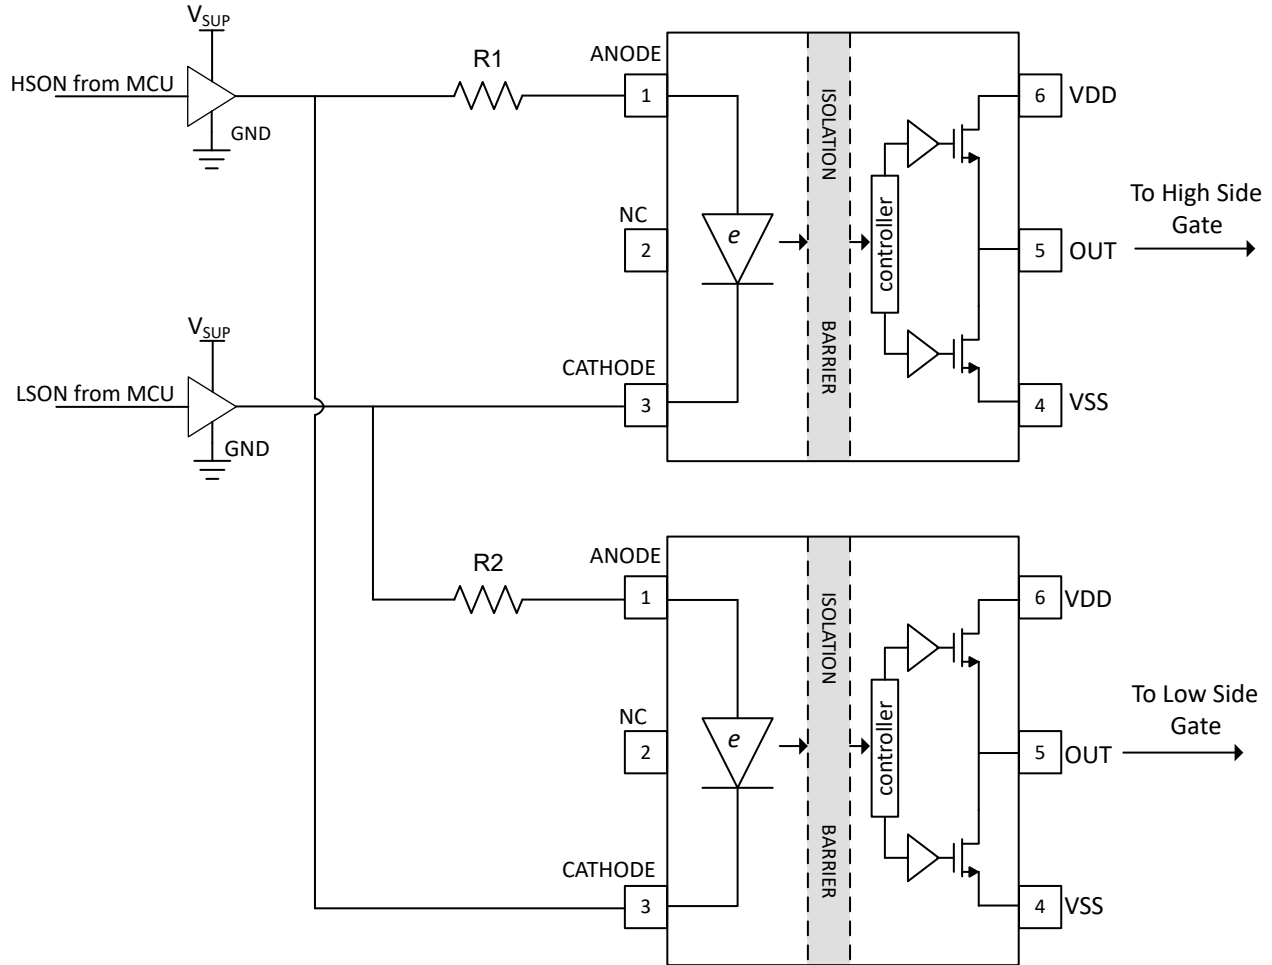 V_SUP
HSON from MCU
GND
R1
ANODE
1
NC
2
CATHODE
3
e
ISOLATION
BARRIER
controller
6 VDD
5 OUT
4 VSS
To High Side
Gate
V_SUP
LSON from MCU
GND
R2
ANODE
1
NC
2
CATHODE
3
e
ISOLATION
BARRIER
controller
6 VDD
5 OUT
4 VSS
To Low Side
Gate